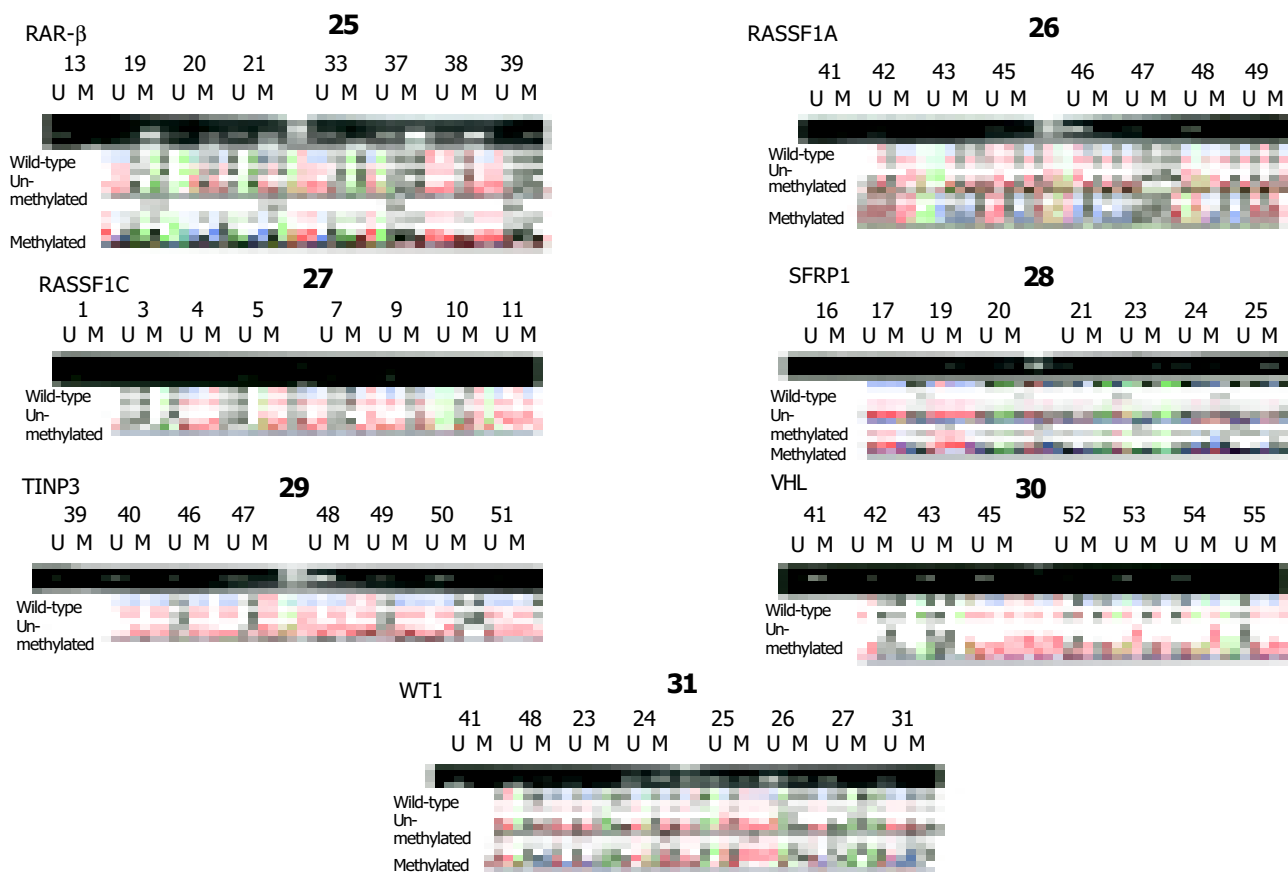 RAR-β 25
13 19 20 21 33 37 38 39
U M U M U M U M U M U M U M U M
Wild-type
Un-
methylated
Methylated
RASSF1A 26
41 42 43 45 46 47 48 49
U M U M U M U M U M U M U M U M
Wild-type
Un-
methylated
Methylated
RASSF1C 27
1 3 4 5 7 9 10 11
U M U M U M U M U M U M U M U M
Wild-type
Un-
methylated
SFRP1 28
16 17 19 20 21 23 24 25
U M U M U M U M U M U M U M U M
Wild-type
Un-
methylated
Methylated
TINP3 29
39 40 46 47 48 49 50 51
U M U M U M U M U M U M U M U M
Wild-type
Un-
methylated
VHL 30
41 42 43 45 52 53 54 55
U M U M U M U M U M U M U M U M
Wild-type
Un-
methylated
WT1 31
41 48 23 24 25 26 27 31
U M U M U M U M U M U M U M U M
Wild-type
Un-
methylated
Methylated